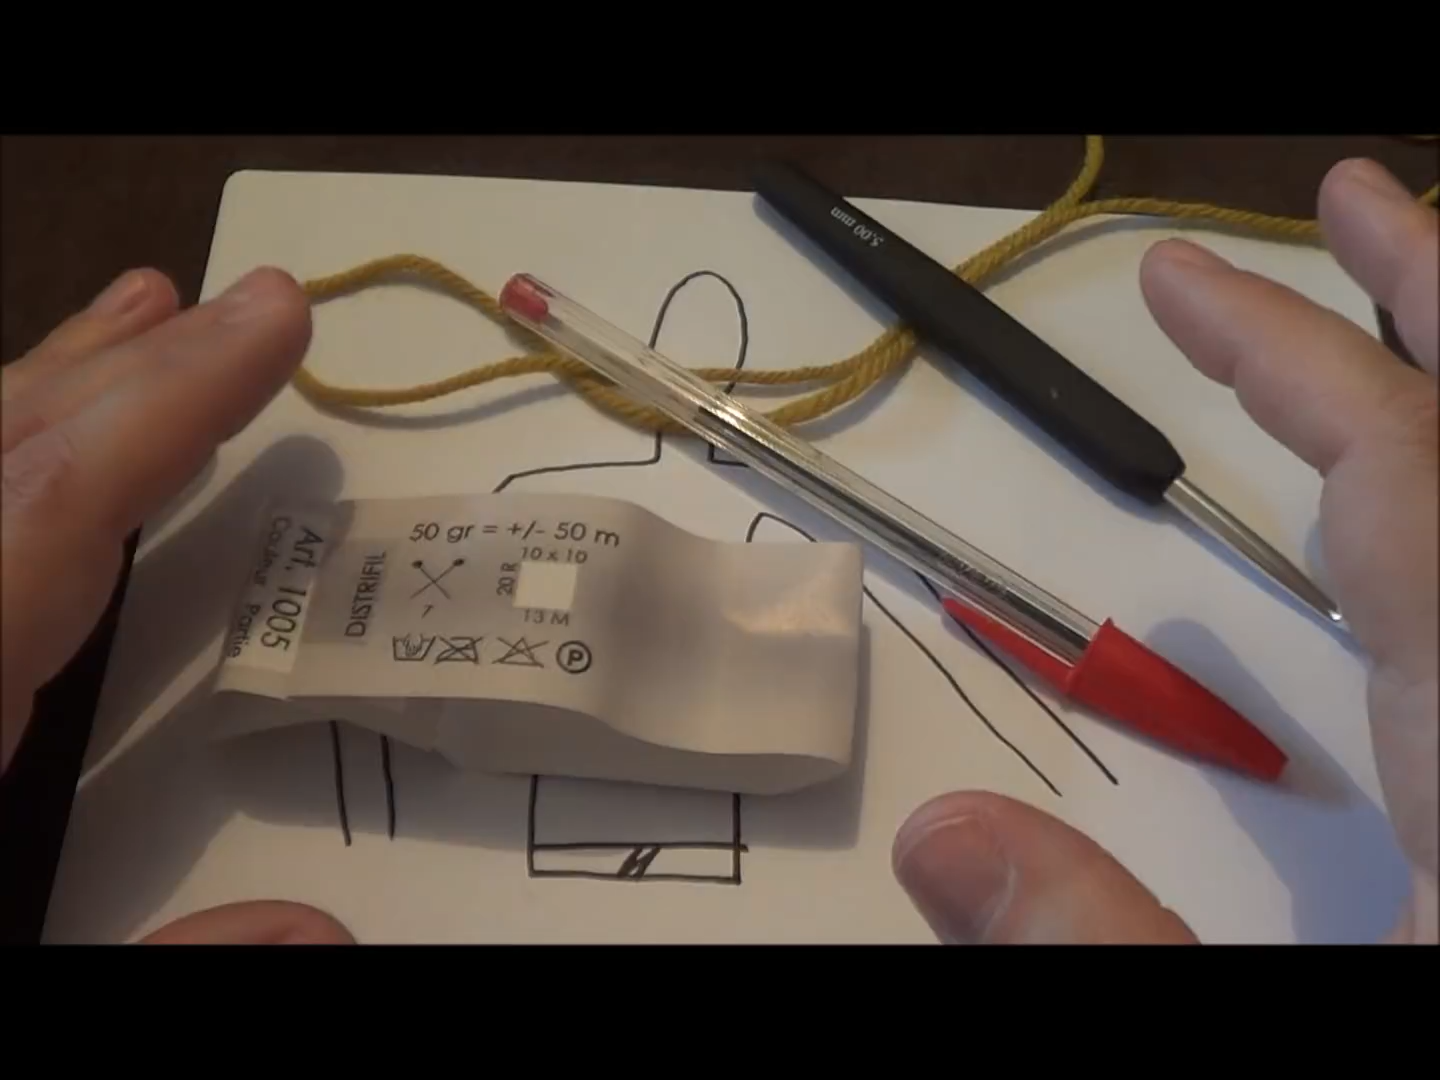 5.00 mm
50 gr = +/- 50 m
10 x 10
20 R
13 M
7
DISTRIFIL
Art. 1005
Couleur Partie
P